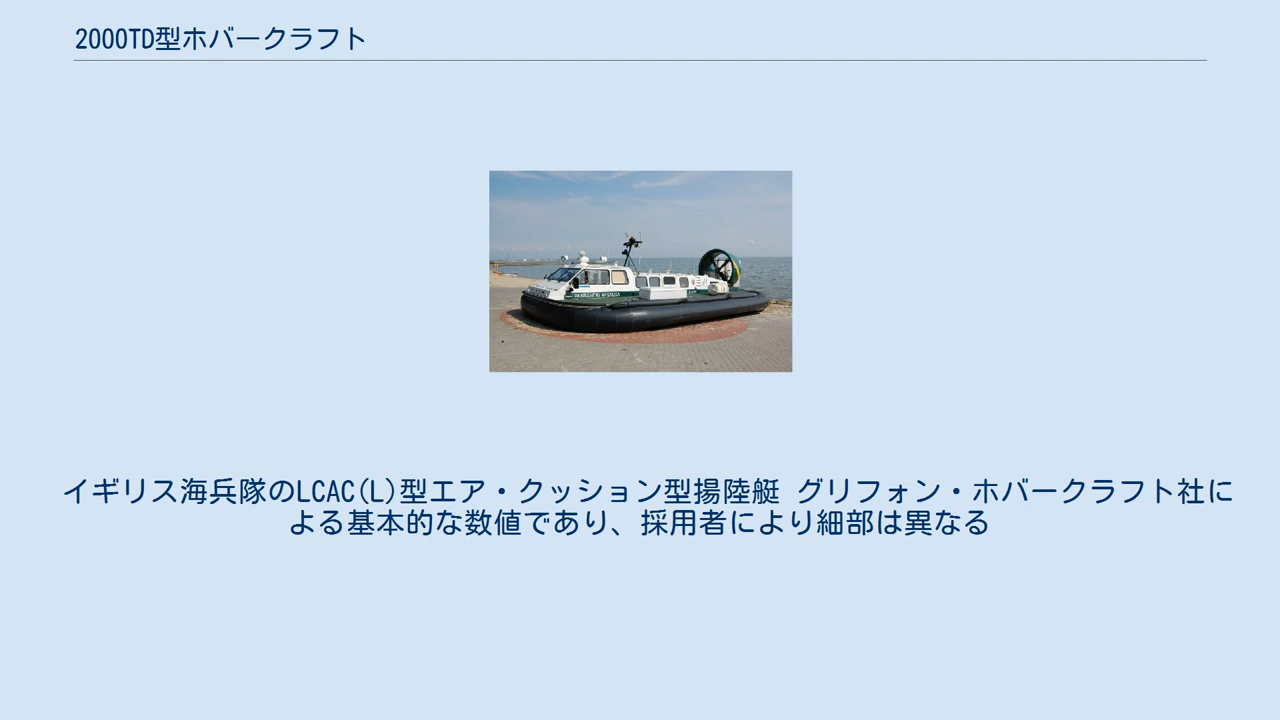 2000TD型ホバークラフト
イギリス海兵隊のLCAC(L)型エア・クッション型揚陸艇 グリフォン・ホバークラフト社に
よる基本的な数値であり、採用者により細部は異なる